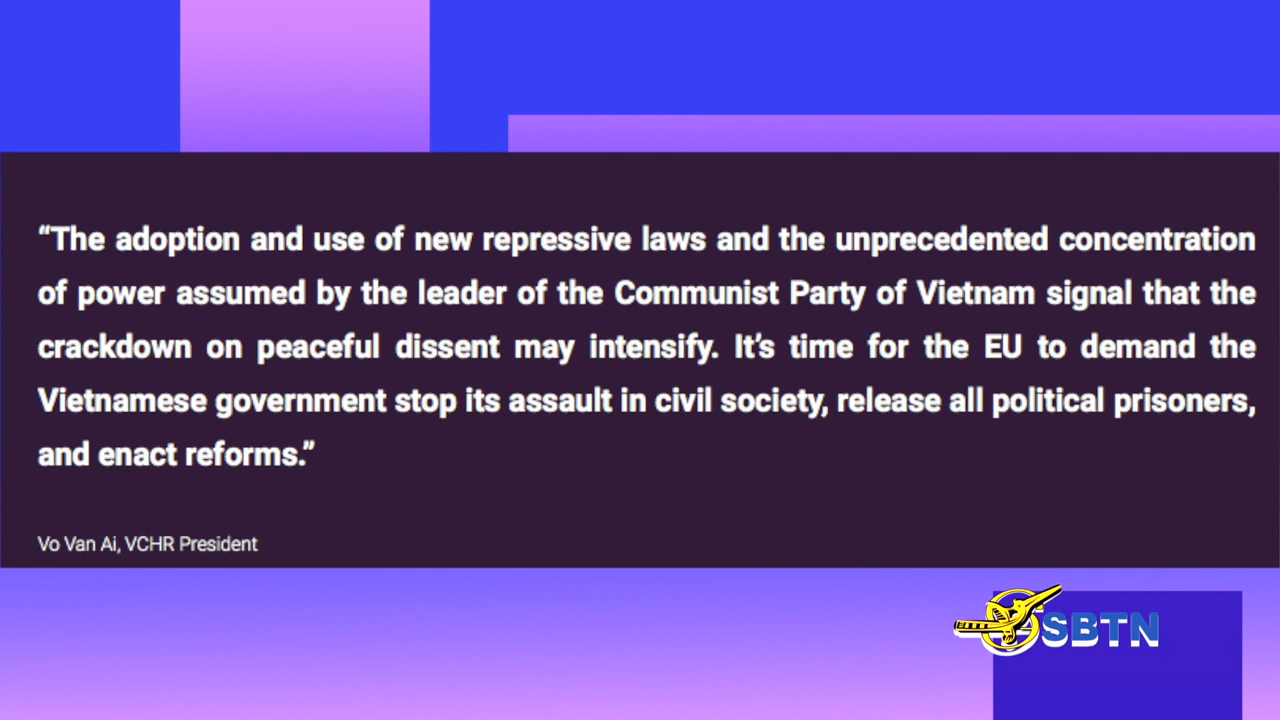 “The adoption and use of new repressive laws and the unprecedented concentration
of power assumed by the leader of the Communist Party of Vietnam signal that the
crackdown on peaceful dissent may intensify. It’s time for the EU to demand the
Vietnamese government stop its assault in civil society, release all political prisoners,
and enact reforms.”
Vo Van Ai, VCHR President
SBTN